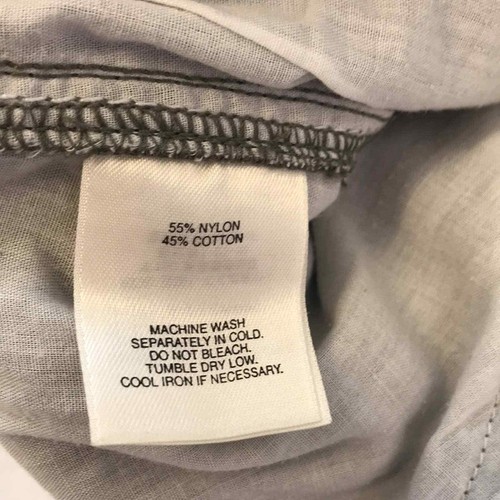 55% NYLON
45% COTTON
MACHINE WASH
SEPARATELY IN COLD.
DO NOT BLEACH.
TUMBLE DRY LOW.
COOL IRON IF NECESSARY.